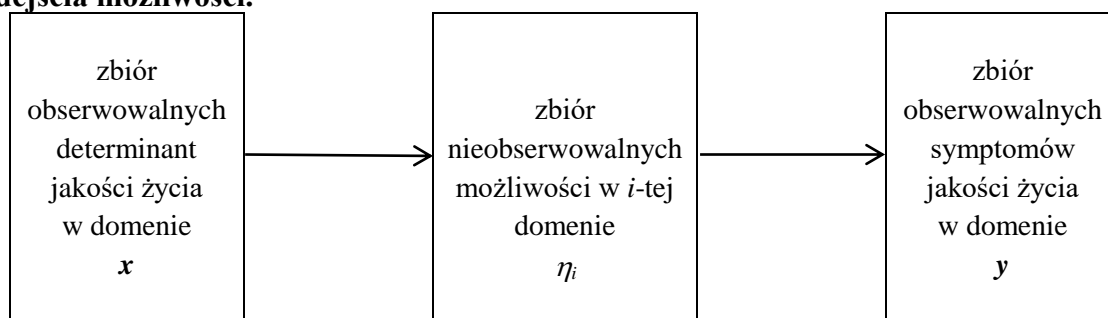 możliwości.
zbiór
obserwowalnych
determinant
jakości życia
w domenie
x
zbiór
nieobserwowalnych
możliwości w i-tej
domenie
ηi
zbiór
obserwowalnych
symptomów
jakości życia
w domenie
y